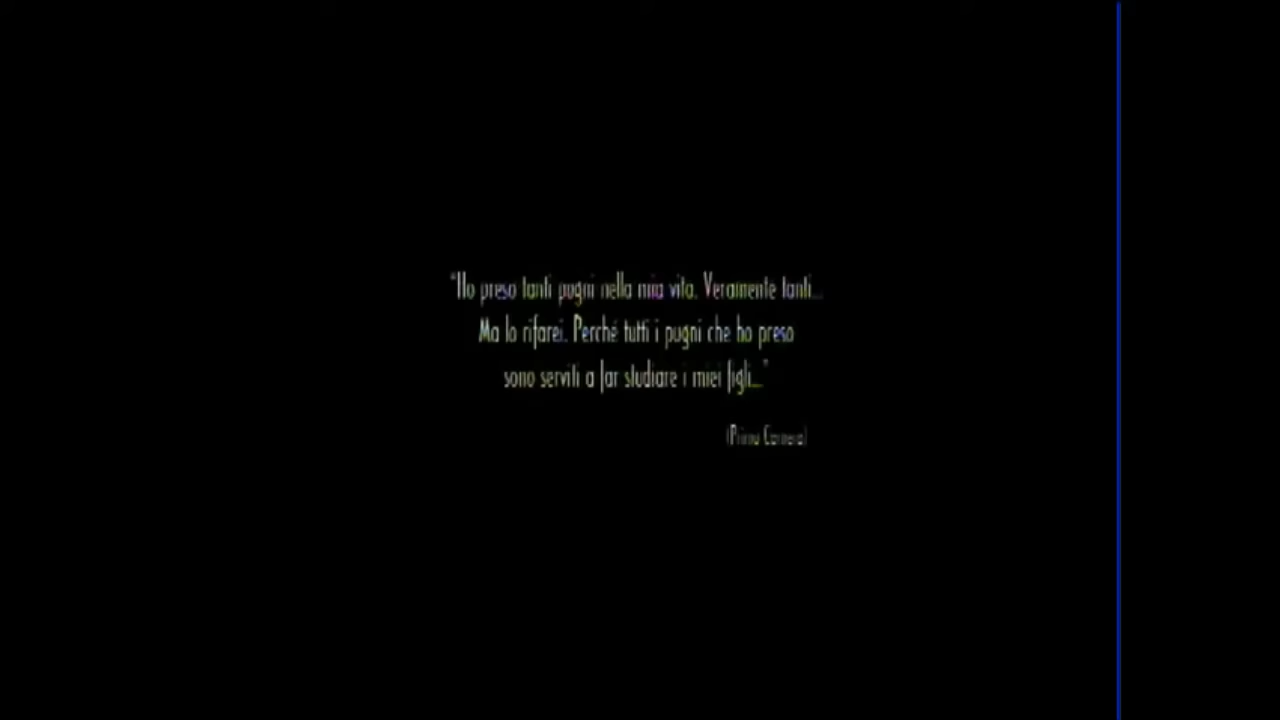 "Ho preso tanti pugni nella mia vita. Veramente tanti...
Ma lo rifarei. Perché tutti i pugni che ho preso
sono serviti a far studiare i miei figli..."
(Primo Carnera)